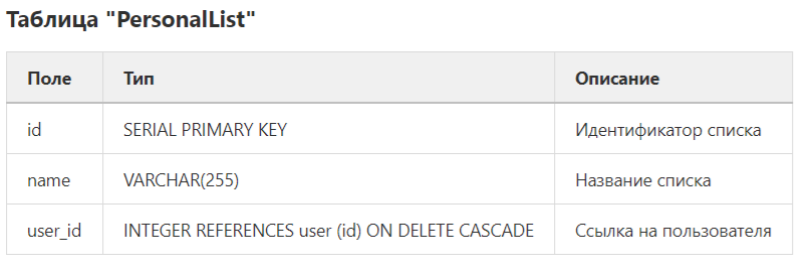 Таблица "PersonalList"
Поле Тип Описание
id SERIAL PRIMARY KEY Идентификатор списка
name VARCHAR(255) Название списка
user_id INTEGER REFERENCES user (id) ON DELETE CASCADE Ссылка на пользователя